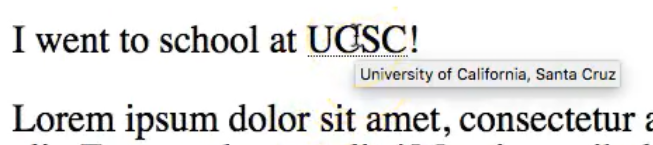 I went to school at UCSC!
University of California, Santa Cruz
Lorem ipsum dolor sit amet, consectetur